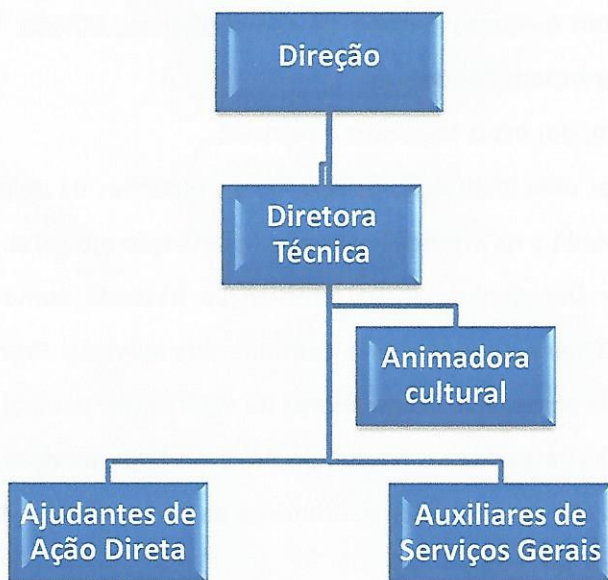 Direção
Diretora
Técnica
Animadora
cultural
Ajudantes de
Ação Direta
Auxiliares de
Serviços Gerais